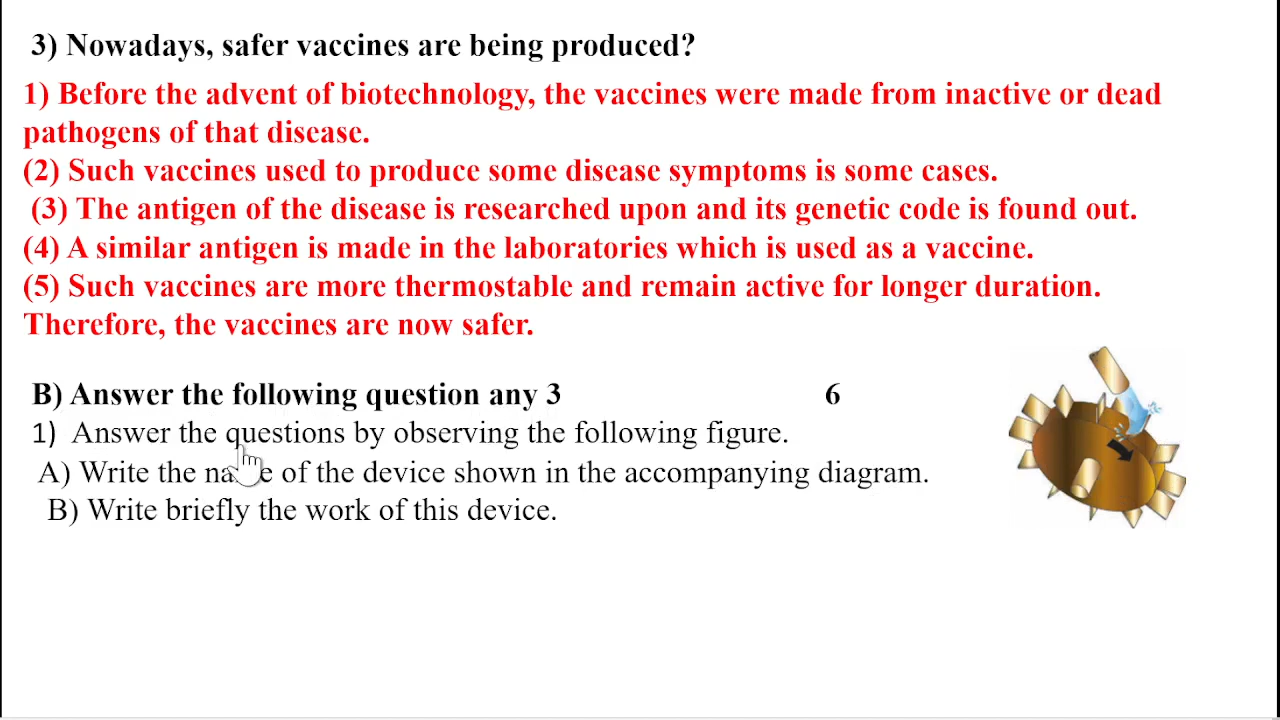 3) Nowadays, safer vaccines are being produced?
1) Before the advent of biotechnology, the vaccines were made from inactive or dead
pathogens of that disease.
(2) Such vaccines used to produce some disease symptoms is some cases.
(3) The antigen of the disease is researched upon and its genetic code is found out.
(4) A similar antigen is made in the laboratories which is used as a vaccine.
(5) Such vaccines are more thermostable and remain active for longer duration.
Therefore, the vaccines are now safer.
B) Answer the following question any 3 6
1) Answer the questions by observing the following figure.
A) Write the name of the device shown in the accompanying diagram.
B) Write briefly the work of this device.